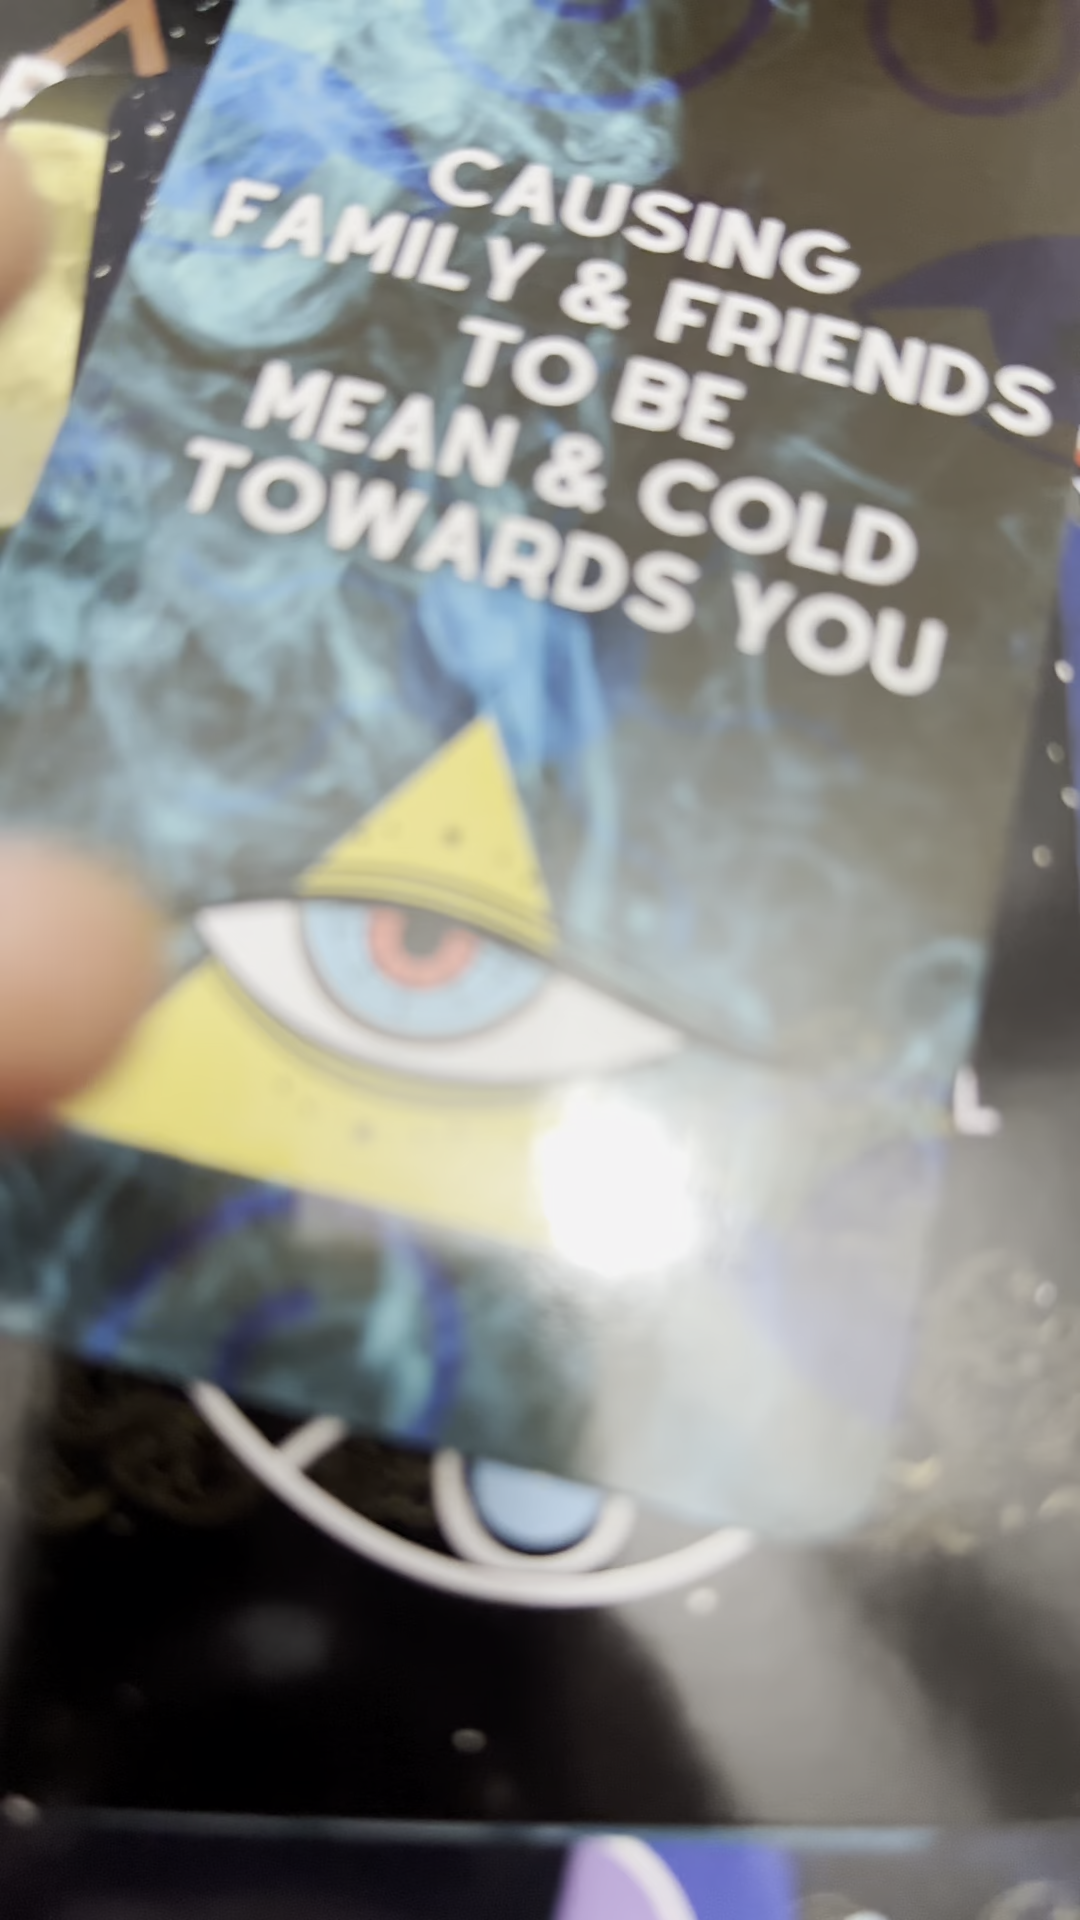 CAUSING
FAMILY & FRIENDS
TO BE
MEAN & COLD
TOWARDS YOU
L